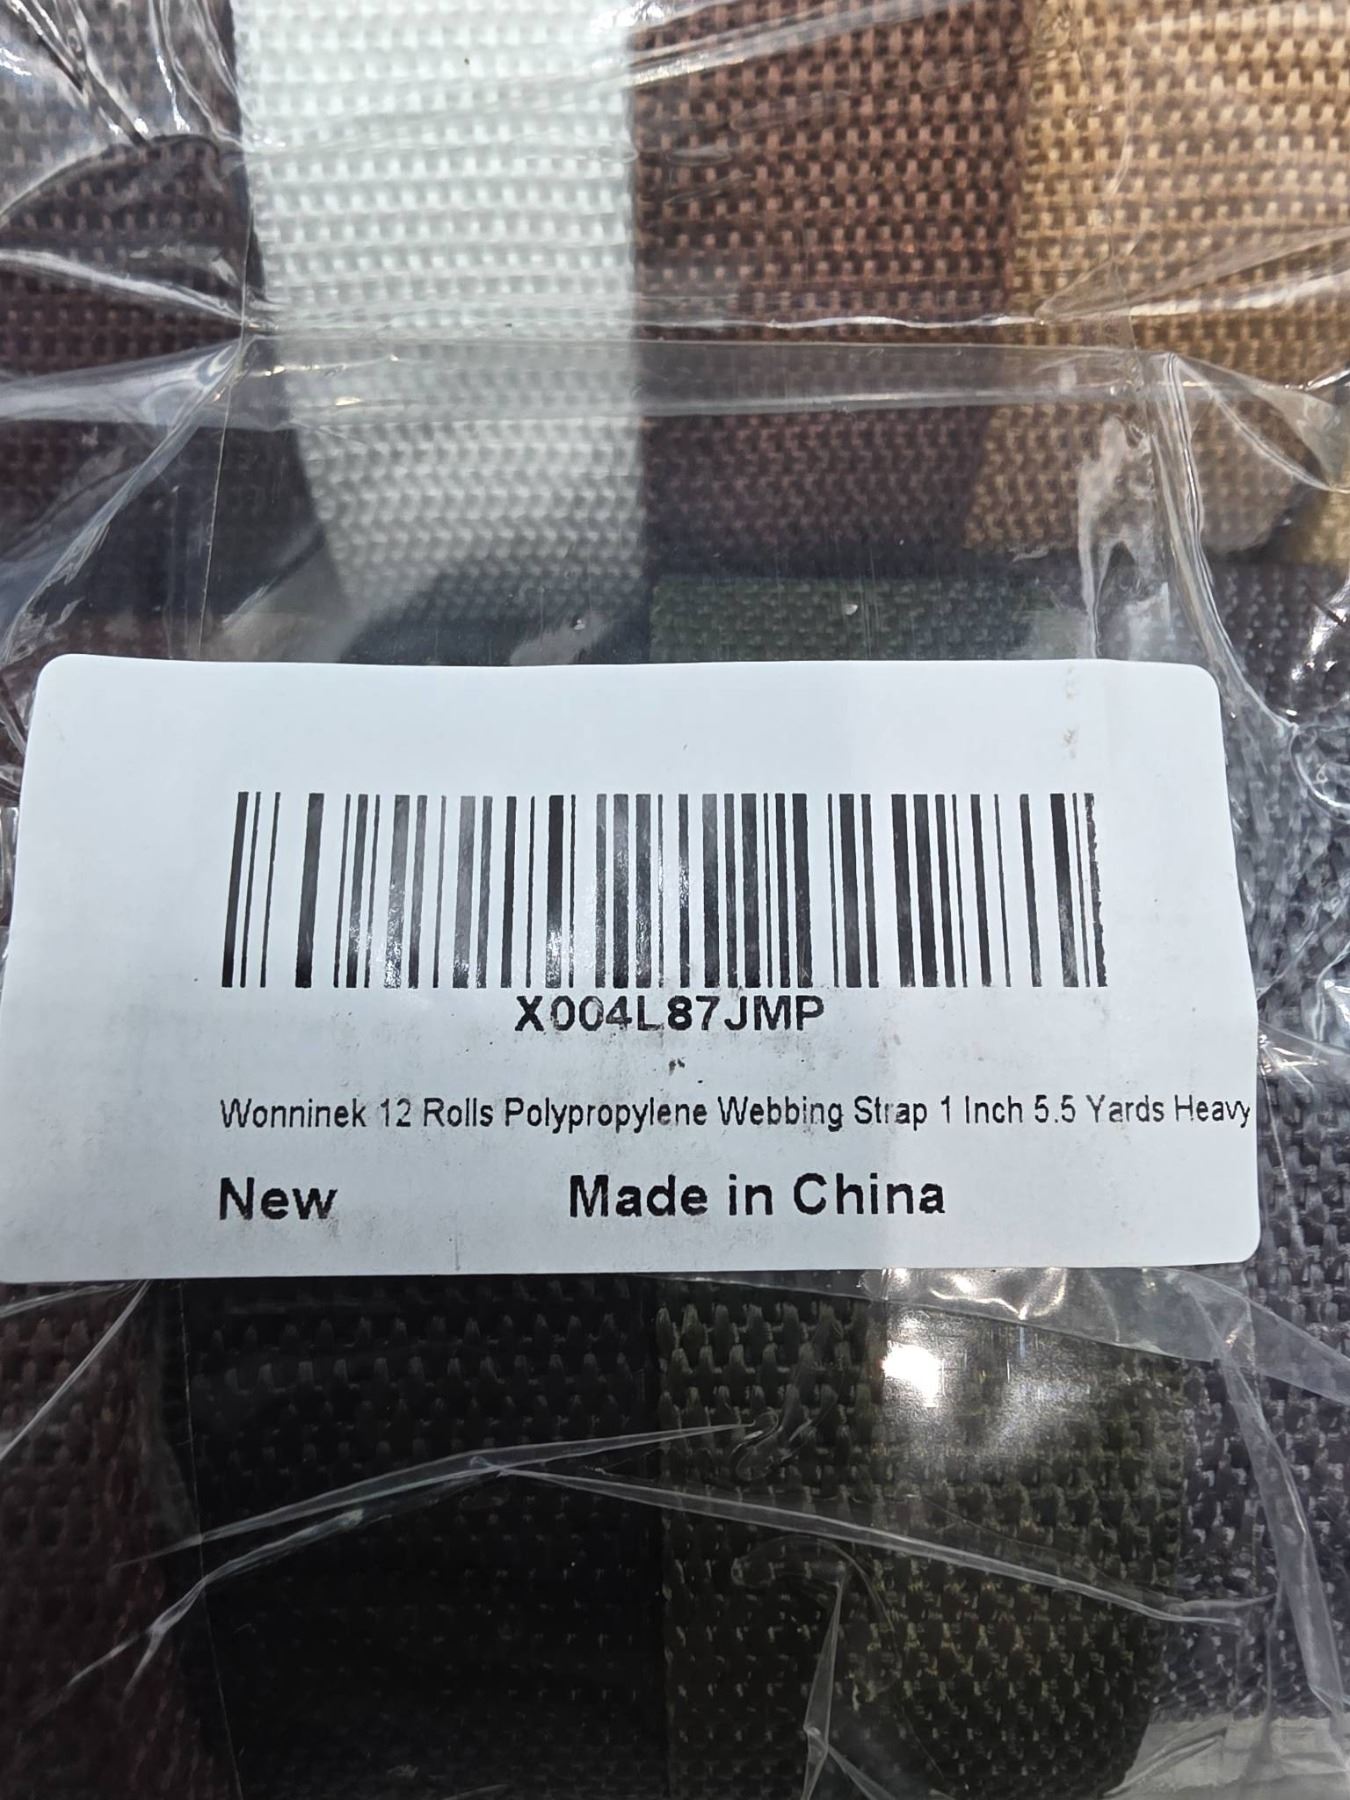 X004L87JMP
Wonninek 12 Rolls Polypropylene Webbing Strap 1 Inch 5.5 Yards Heavy
New Made in China